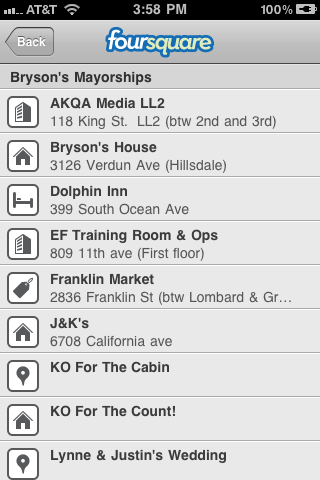 AT&T 3:58 PM 100%
Back foursquare
Bryson's Mayorships
AKQA Media LL2
118 King St. LL2 (btw 2nd and 3rd)
Bryson's House
3126 Verdun Ave (Hillsdale)
Dolphin Inn
399 South Ocean Ave
EF Training Room & Ops
809 11th ave (First floor)
Franklin Market
2836 Franklin St (btw Lombard & Gr…
J&K's
6708 California ave
KO For The Cabin
KO For The Count!
Lynne & Justin's Wedding